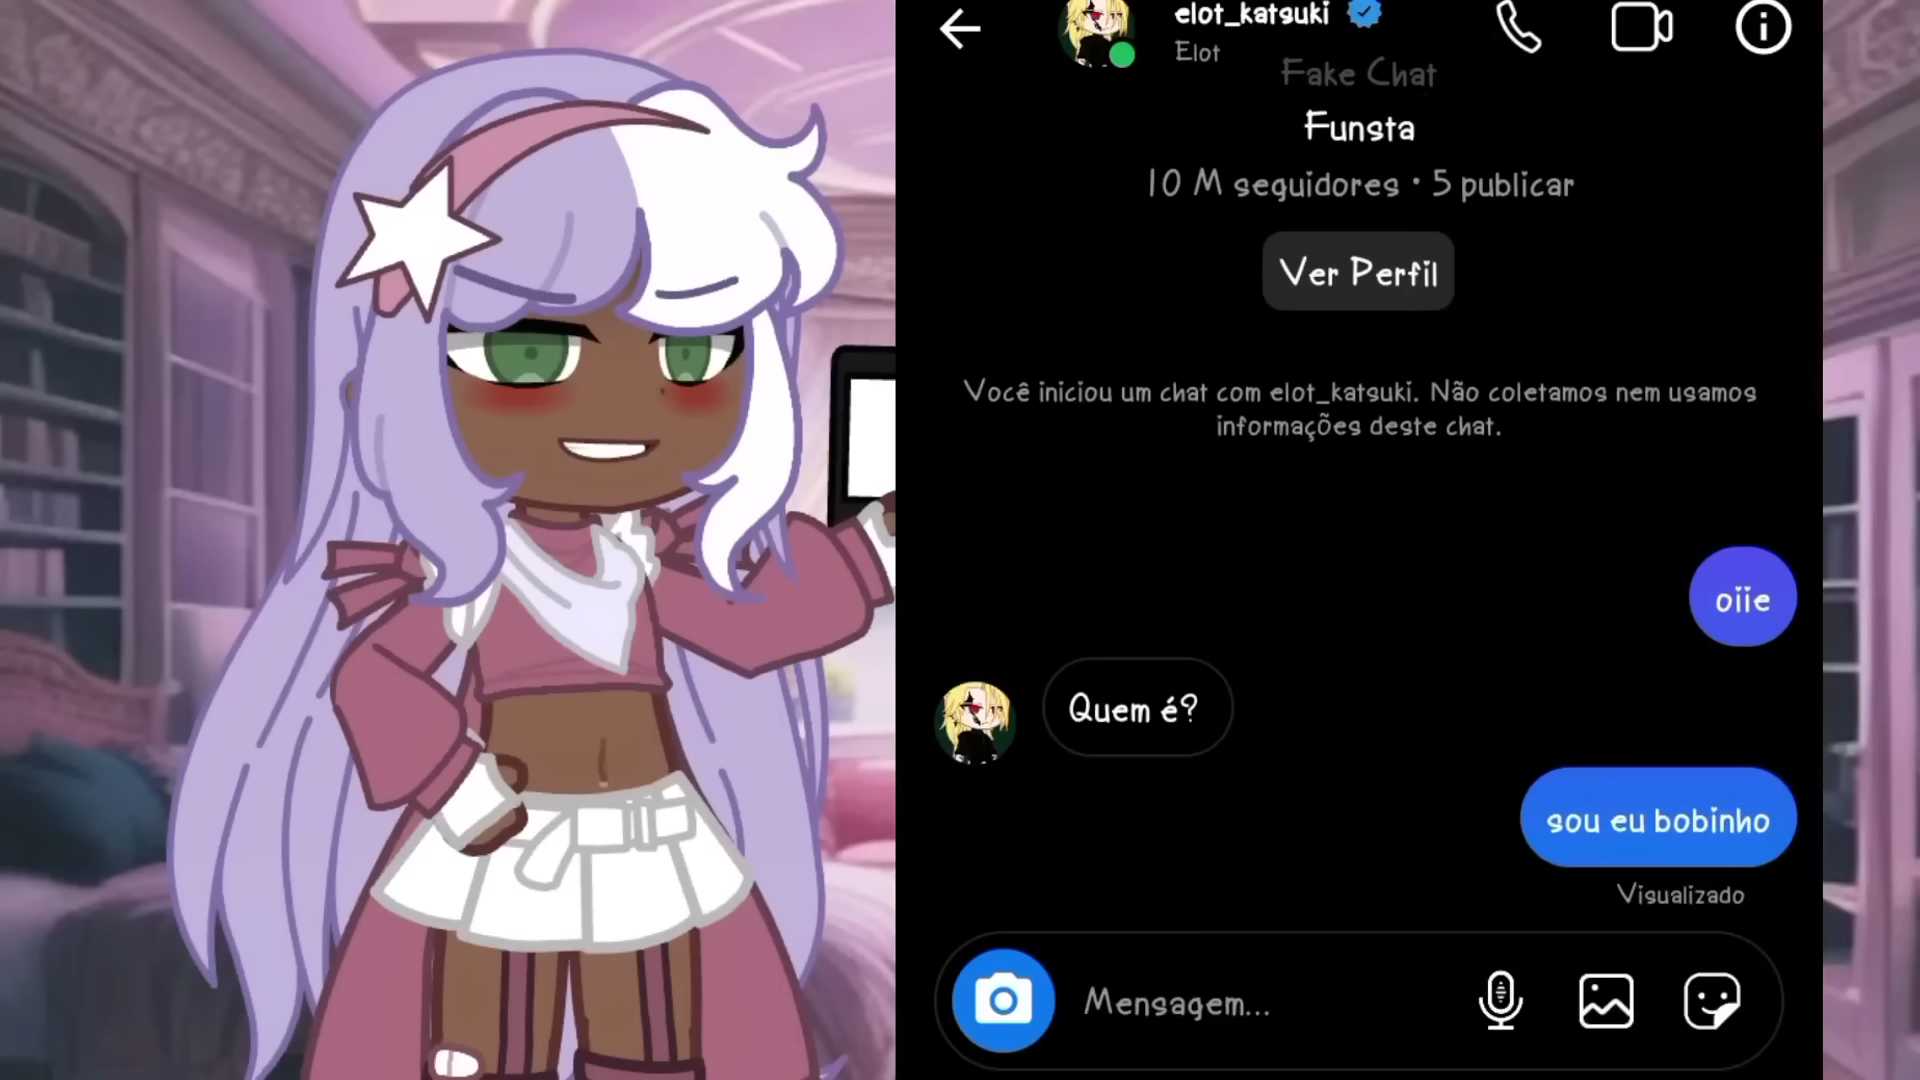 elot_katsuki
Elot
Fake Chat
Funsta
10 M seguidores • 5 publicar
Ver Perfil
Você iniciou um chat com elot_katsuki. Não coletamos nem usamos
informações deste chat.
oiie
Quem é?
sou eu bobinho
Visualizado
Mensagem...